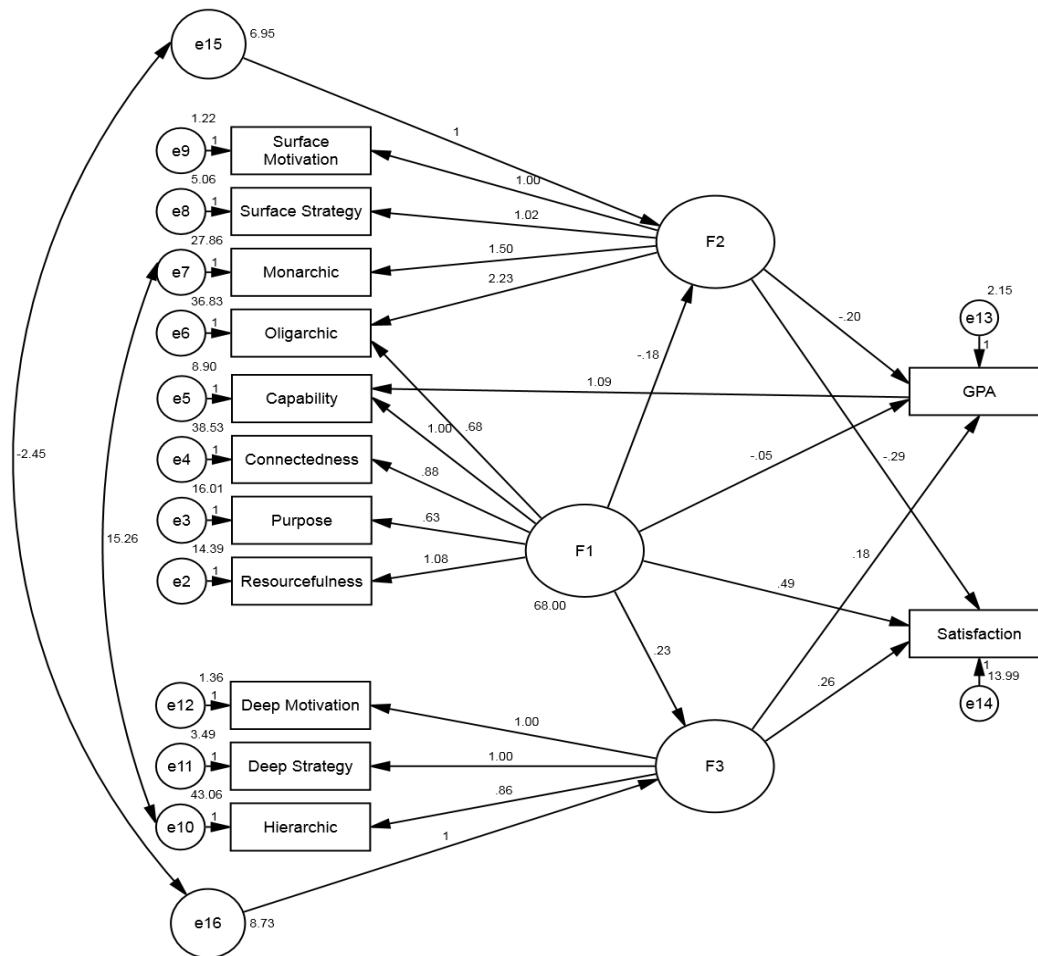 e15
6.95
1
1.22
e9
1
Surface
Motivation
1.00
5.06
e8
1
Surface Strategy
1.02
F2
27.86
e7
1
Monarchic
1.50
2.23
36.83
e6
1
Oligarchic
-.20
2.15
e13
1
-.18
8.90
e5
1
Capability
1.09
GPA
1.00
.68
38.53
e4
1
Connectedness
.88
-.05
-.29
-2.45
16.01
e3
1
Purpose
.63
F1
15.26
14.39
e2
1
Resourcefulness
1.08
.18
.49
68.00
Satisfaction
.23
1
13.99
e14
.26
1.36
e12
1
Deep Motivation
1.00
3.49
e11
1
Deep Strategy
1.00
F3
43.06
e10
1
Hierarchic
.86
1
e16
8.73